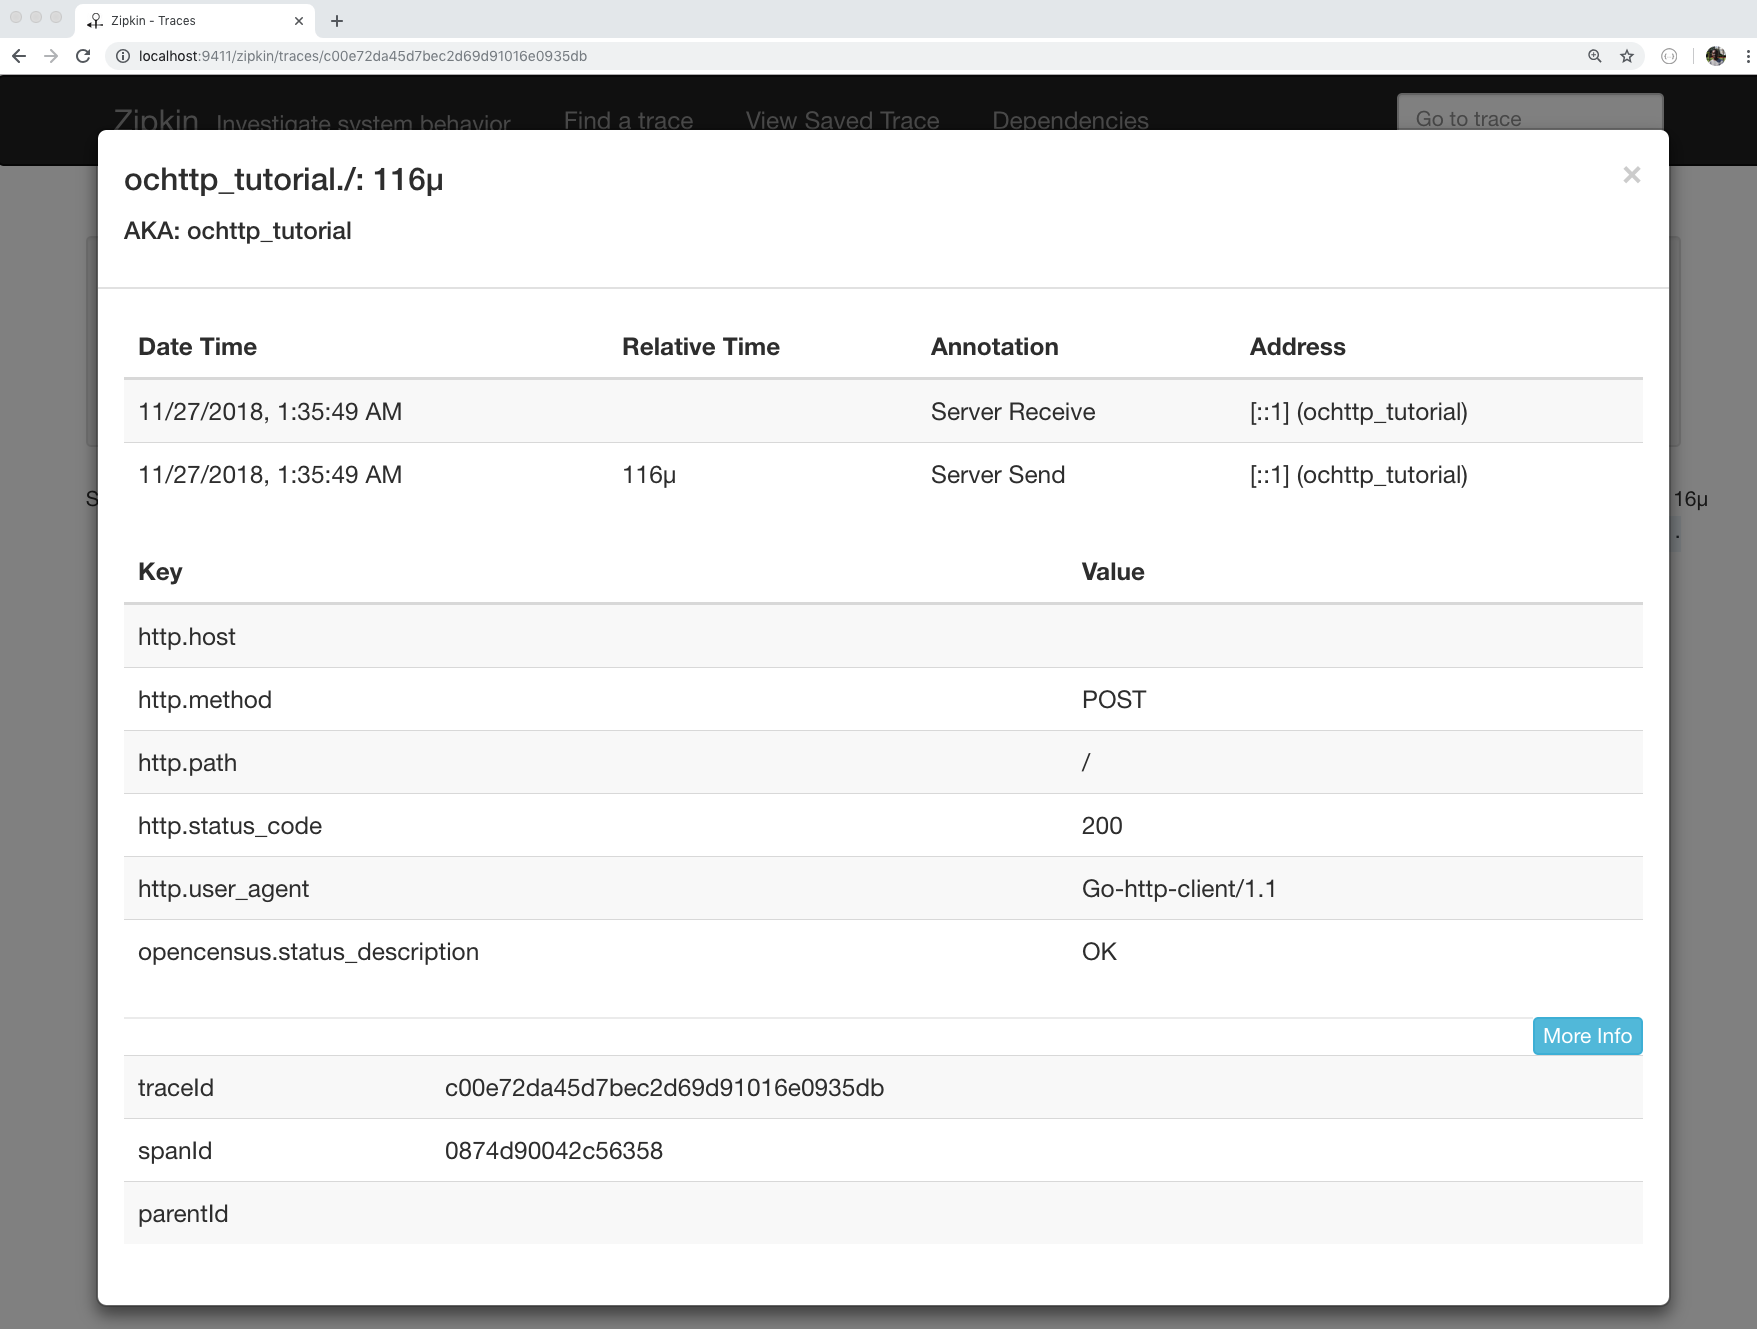 Zipkin - Traces
localhost:9411/zipkin/traces/c00e72da45d7bec2d69d91016e0935db
Zipkin Investigate system behavior Find a trace View Saved Trace Dependencies Go to trace
ochttp_tutorial./: 116µ
AKA: ochttp_tutorial
Date Time Relative Time Annotation Address
11/27/2018, 1:35:49 AM Server Receive [::1] (ochttp_tutorial)
11/27/2018, 1:35:49 AM 116µ Server Send [::1] (ochttp_tutorial)
S 16µ
Key Value
http.host
http.method POST
http.path /
http.status_code 200
http.user_agent Go-http-client/1.1
opencensus.status_description OK
More Info
traceId c00e72da45d7bec2d69d91016e0935db
spanId 0874d90042c56358
parentId